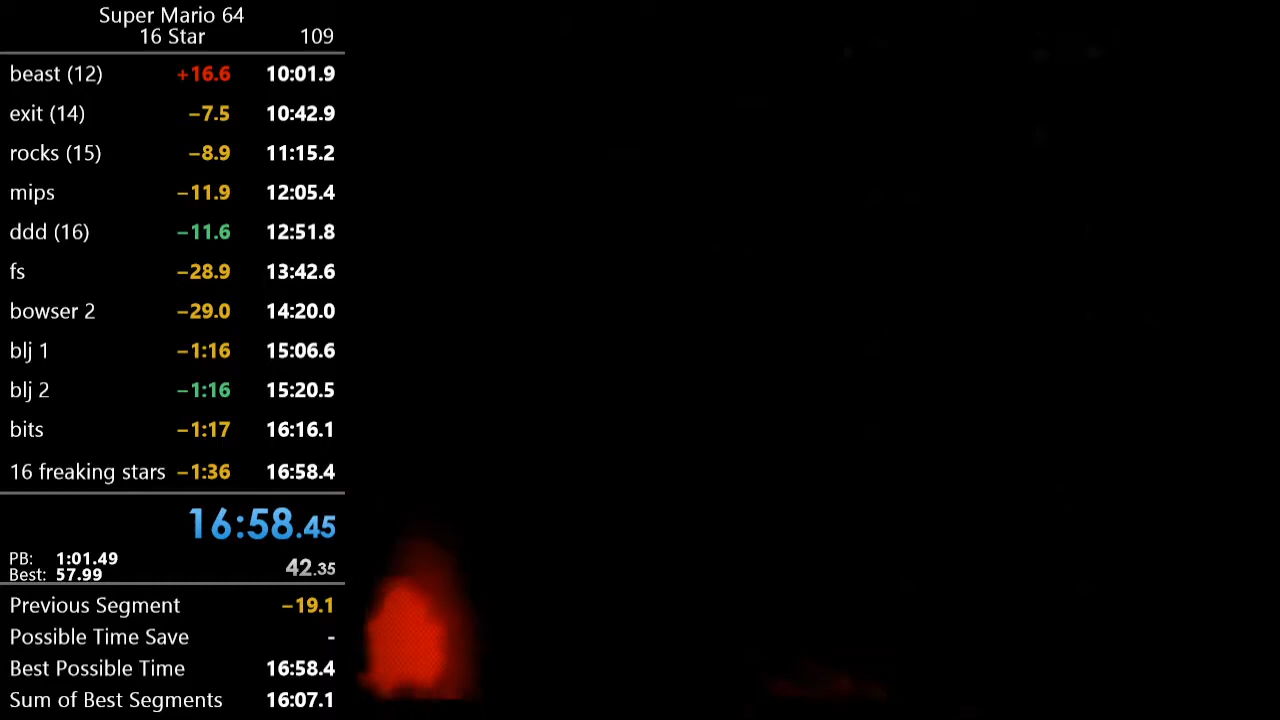 Super Mario 64
16 Star 109
beast (12) +16.6 10:01.9
exit (14) −7.5 10:42.9
rocks (15) −8.9 11:15.2
mips −11.9 12:05.4
ddd (16) −11.6 12:51.8
fs −28.9 13:42.6
bowser 2 −29.0 14:20.0
blj 1 −1:16 15:06.6
blj 2 −1:16 15:20.5
bits −1:17 16:16.1
16 freaking stars −1:36 16:58.4
16:58.45
PB: 1:01.49 42.35
Best: 57.99
Previous Segment −19.1
Possible Time Save -
Best Possible Time 16:58.4
Sum of Best Segments 16:07.1